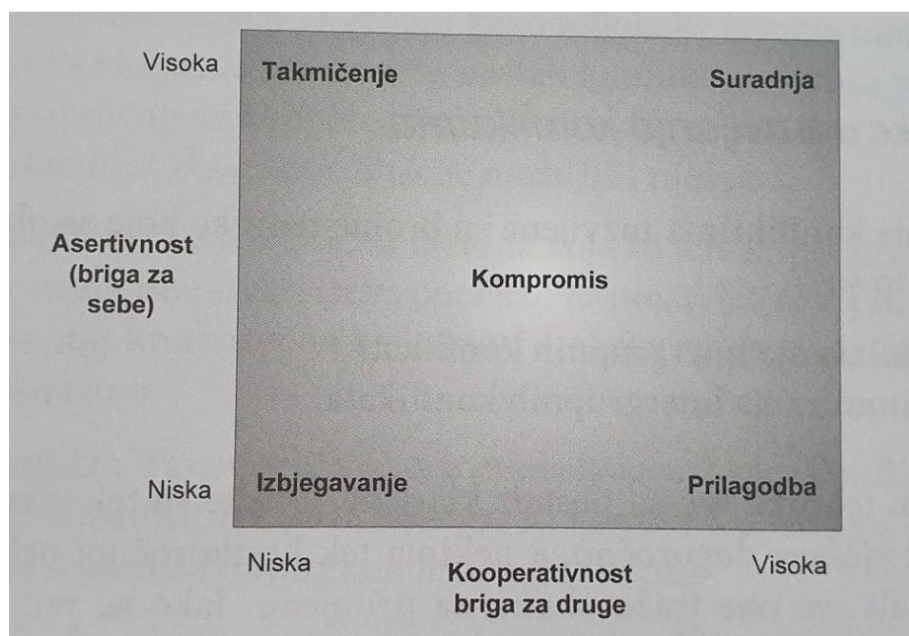 Visoka
Takmičenje
Suradnja
Asertivnost
(briga za
sebe)
Kompromis
Niska
Izbjegavanje
Prilagodba
Niska
Kooperativnost
briga za druge
Visoka